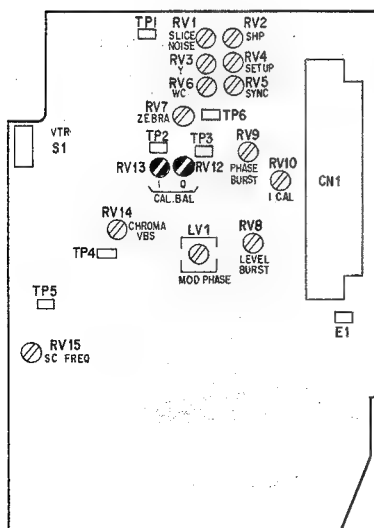 TP1
RV1
SLICE
NOISE
RV2
SHP
RV3
Y
RV4
SETUP
RV6
WC
RV5
SYNC
RV7
ZEBRA
TP6
VTR
S1
TP2
TP3
RV9
PHASE
BURST
RV13
RV12
I
Q
CAL.BAL
RV10
I CAL
CN1
RV14
CHROMA
VBS
TP4
LV1
MOD PHASE
RV8
LEVEL
BURST
TP5
E1
RV15
SC FREQ